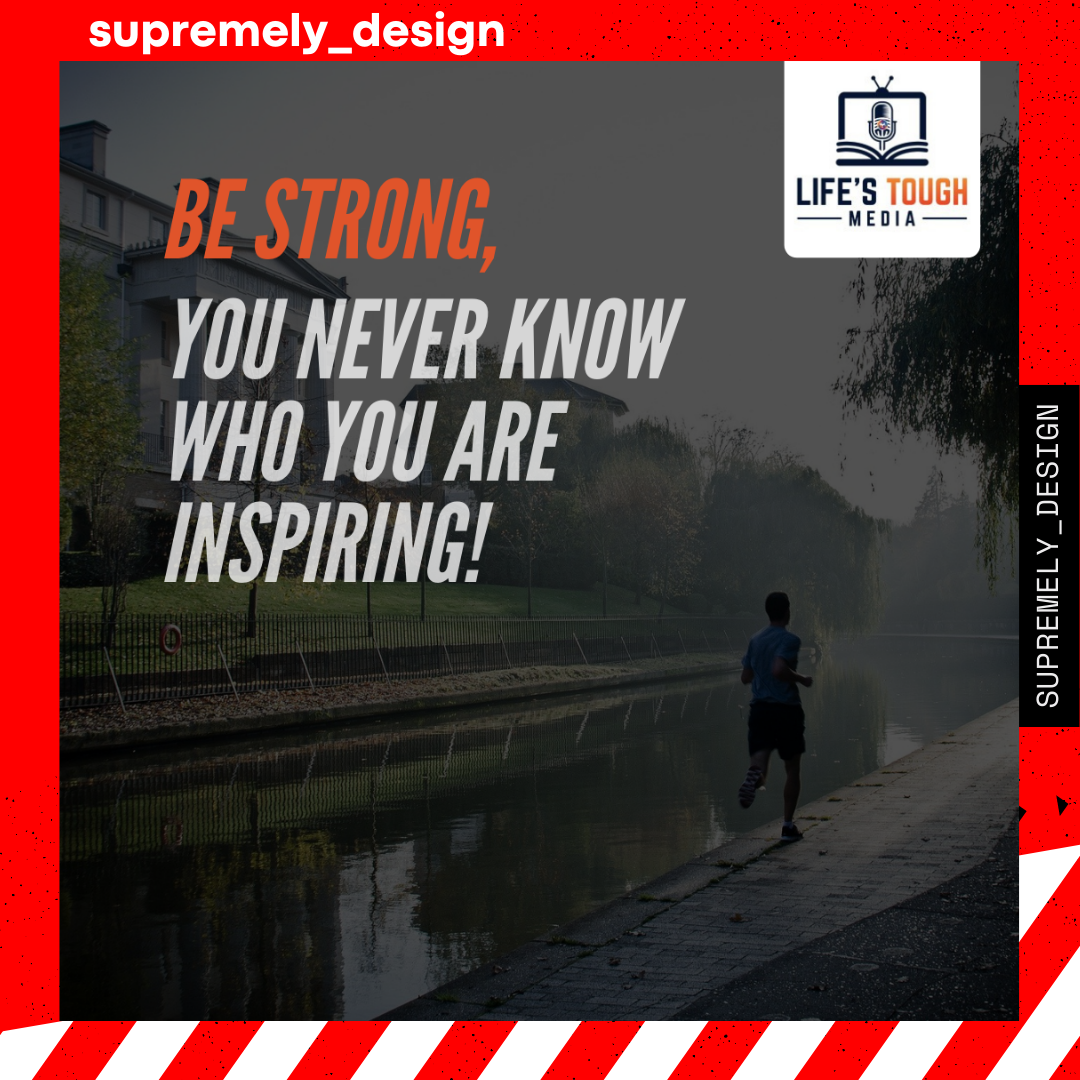 supremely_design
LIFE'S TOUGH
MEDIA
BE STRONG,
YOU NEVER KNOW
WHO YOU ARE
INSPIRING!
SUPREMELY_DESIGN